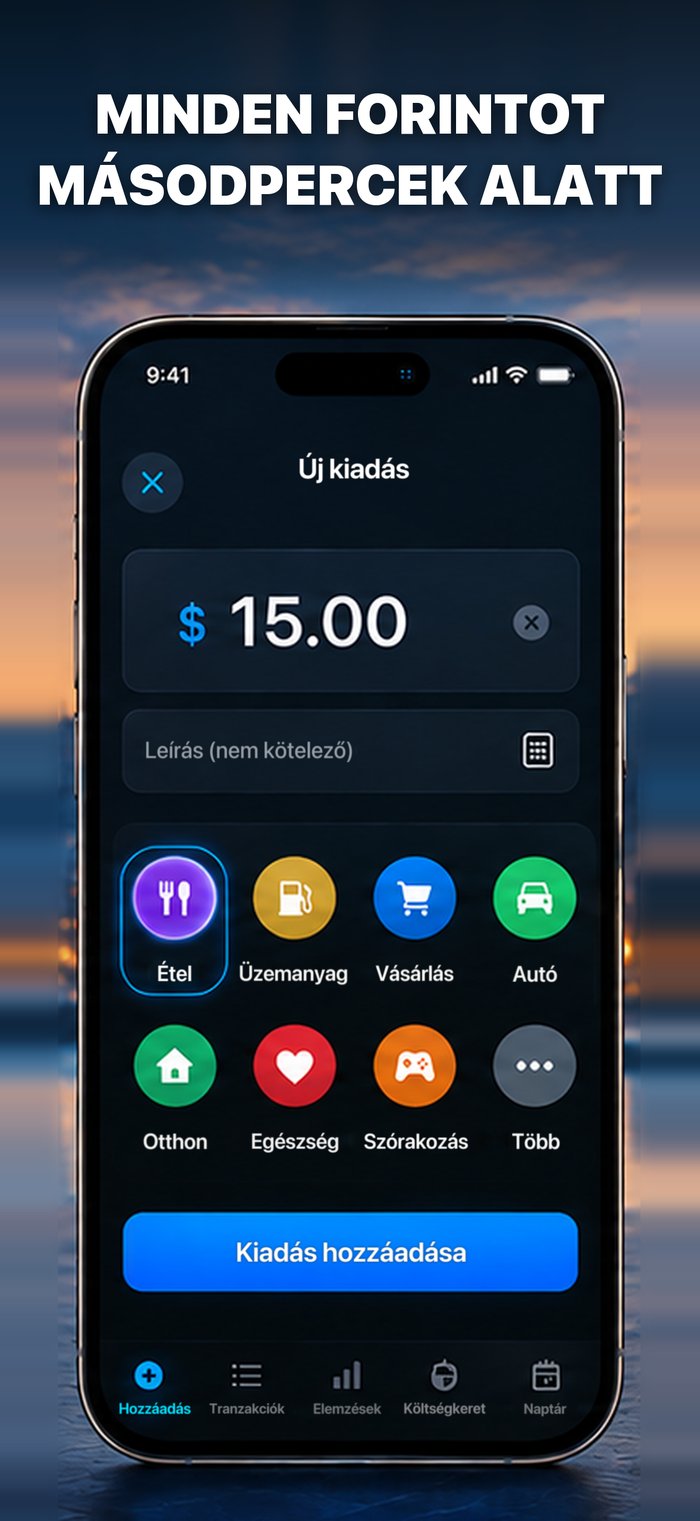 MINDEN FORINTOT
MÁSODPERCEK ALATT
9:41
Új kiadás
$ 15.00
Leírás (nem kötelező)
Étel Üzemanyag Vásárlás Autó
Otthon Egészség Szórakozás Több
Kiadás hozzáadása
Hozzáadás Tranzakciók Elemzések Költségkeret Naptár